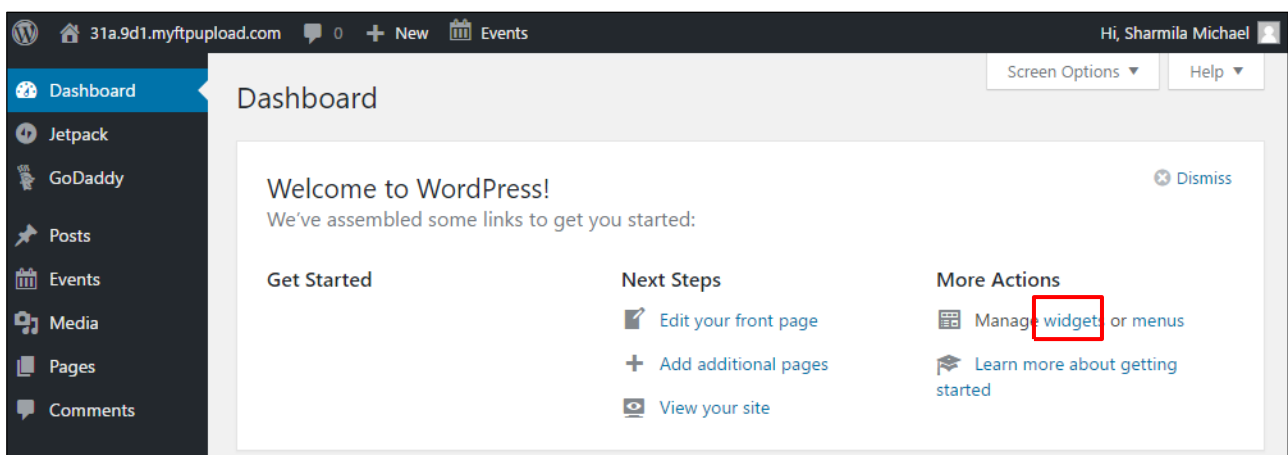 31a.9d1.myftpupload.com 0 + New Events Hi, Sharmila Michael
Screen Options ▼ Help ▼
Dashboard
Jetpack
GoDaddy
Posts
Events
Media
Pages
Comments
Dashboard
Welcome to WordPress!
Dismiss
We've assembled some links to get you started:
Get Started
Next Steps
Edit your front page
Add additional pages
View your site
More Actions
Manage widgets or menus
Learn more about getting
started